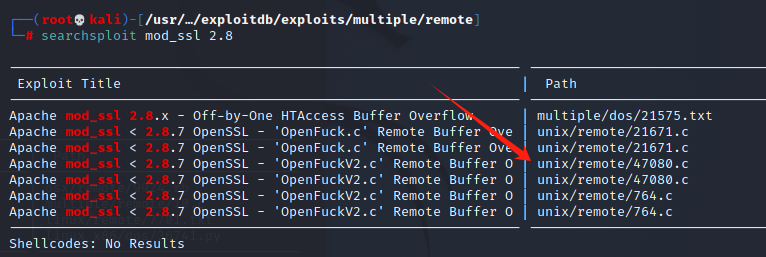 ┌──(root💀kali)-[/usr/…/exploitdb/exploits/multiple/remote]
└─# searchsploit mod_ssl 2.8
Exploit Title | Path
Apache mod_ssl 2.8.x - Off-by-One HTAccess Buffer Overflow | multiple/dos/21575.txt
Apache mod_ssl < 2.8.7 OpenSSL - 'OpenFuck.c' Remote Buffer Ove | unix/remote/21671.c
Apache mod_ssl < 2.8.7 OpenSSL - 'OpenFuck.c' Remote Buffer Ove | unix/remote/21671.c
Apache mod_ssl < 2.8.7 OpenSSL - 'OpenFuckV2.c' Remote Buffer O | unix/remote/47080.c
Apache mod_ssl < 2.8.7 OpenSSL - 'OpenFuckV2.c' Remote Buffer O | unix/remote/47080.c
Apache mod_ssl < 2.8.7 OpenSSL - 'OpenFuckV2.c' Remote Buffer O | unix/remote/764.c
Apache mod_ssl < 2.8.7 OpenSSL - 'OpenFuckV2.c' Remote Buffer O | unix/remote/764.c
Shellcodes: No Results